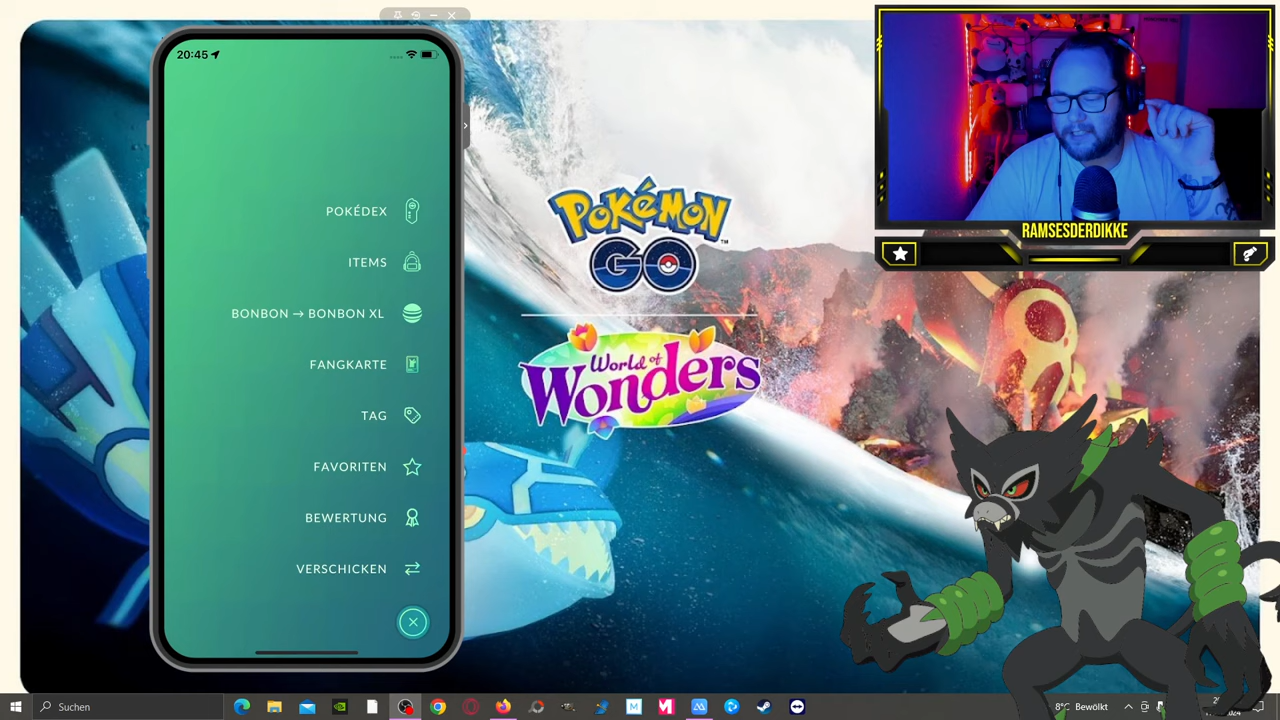 20:45
POKÉDEX
ITEMS
BONBON → BONBON XL
FANGKARTE
TAG
FAVORITEN
BEWERTUNG
VERSCHICKEN
POKÉMON
GO
TM
World of
Wonders
RAMSESDERDIKKE
Suchen
8°C Bewölkt